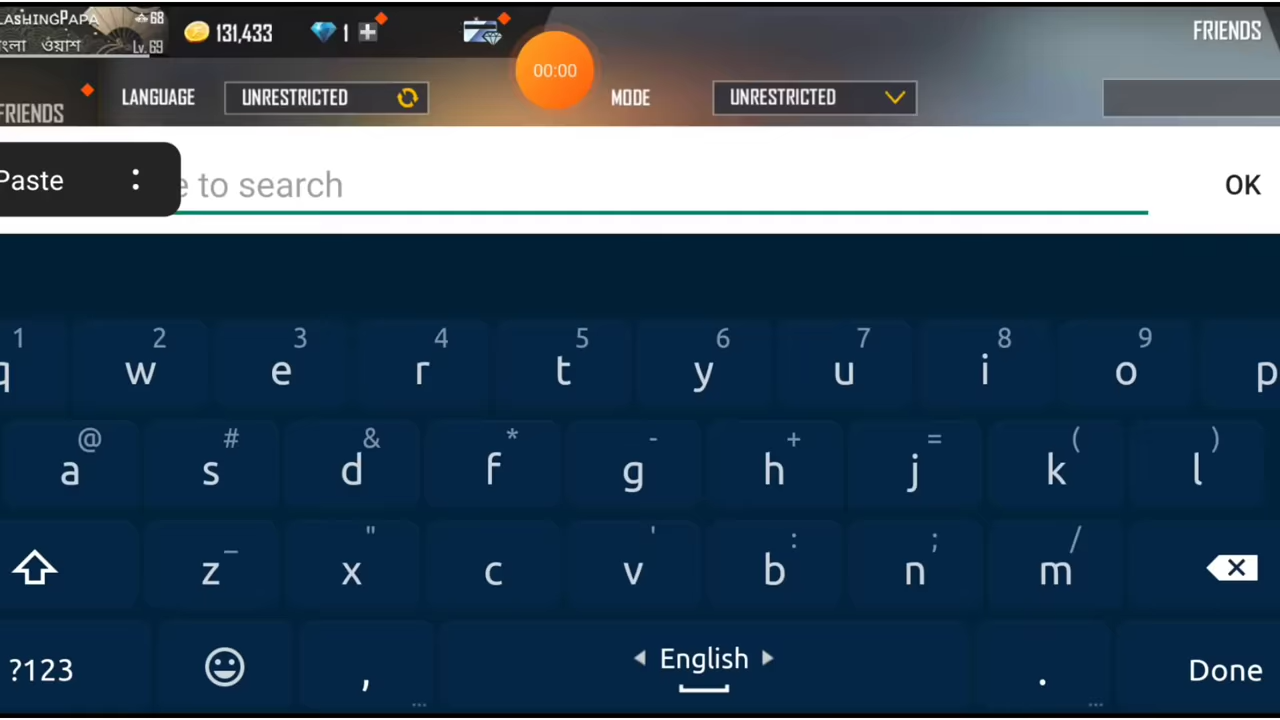 LASHINGPAPA 68
131,433
1
FRIENDS
ংলা ওয়াশ Lv. 69
FRIENDS
LANGUAGE UNRESTRICTED
00:00
MODE UNRESTRICTED
Paste
e to search
OK
1 2 3 4 5 6 7 8 9
q w e r t y u i o p
@ # & * - + = ( )
a s d f g h j k l
_ " ' : ; /
z x c v b n m
?123 , English . Done